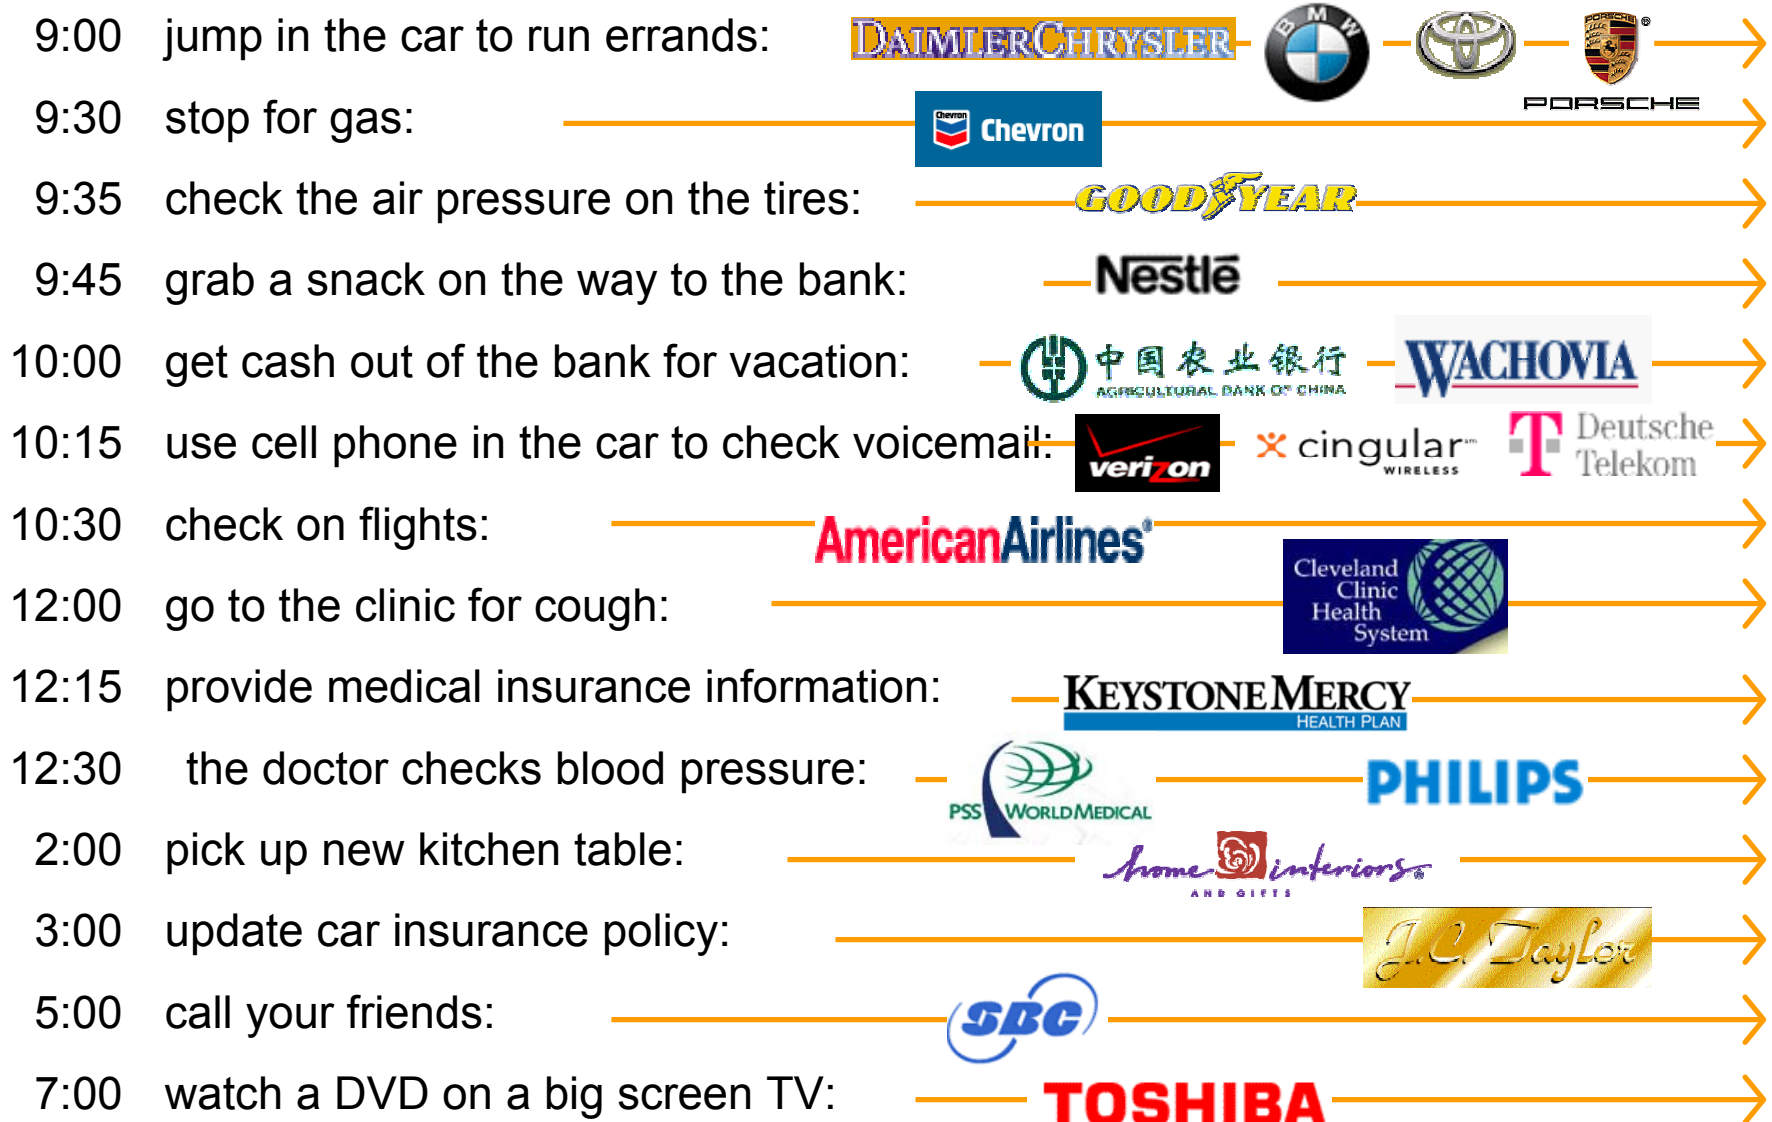 9:00 jump in the car to run errands: DAIMLERCHRYSLER BMW PORSCHE ®
PORSCHE
9:30 stop for gas: Chevron Chevron
9:35 check the air pressure on the tires: GOODYEAR
9:45 grab a snack on the way to the bank: Nestlé
10:00 get cash out of the bank for vacation: 中国农业银行 WACHOVIA
AGRICULTURAL BANK OF CHINA
10:15 use cell phone in the car to check voicemail: verizon cingular℠ Deutsche
WIRELESS Telekom
T
10:30 check on flights: AmericanAirlines®
12:00 go to the clinic for cough: Cleveland
Clinic
Health
System
12:15 provide medical insurance information: KEYSTONE MERCY
HEALTH PLAN
12:30 the doctor checks blood pressure: PSS WORLD MEDICAL PHILIPS
2:00 pick up new kitchen table: home interiors®
AND GIFTS
3:00 update car insurance policy: J.C. Taylor
5:00 call your friends: SBC
7:00 watch a DVD on a big screen TV: TOSHIBA